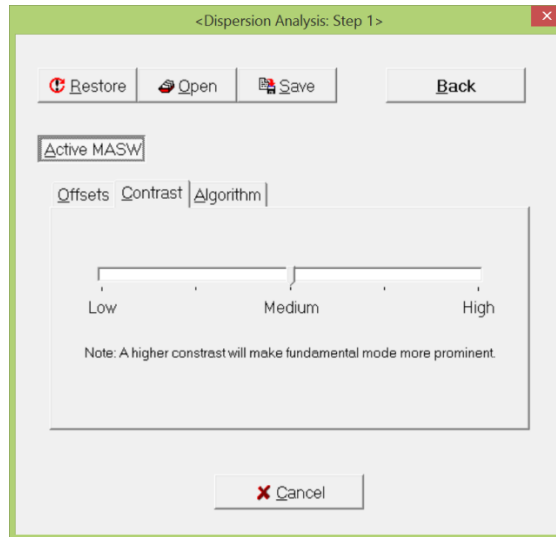 <Dispersion Analysis: Step 1>
Restore Open Save Back
Active MASW
Offsets Contrast Algorithm
Low Medium High
Note: A higher constrast will make fundamental mode more prominent.
Cancel